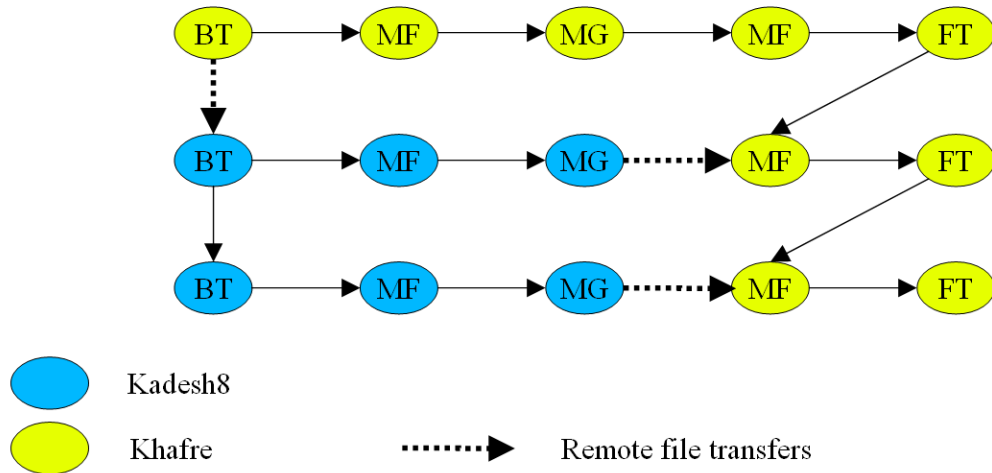 BT MF MG MF FT
BT MF MG MF FT
BT MF MG MF FT
Kadesh8
Khafre Remote file transfers